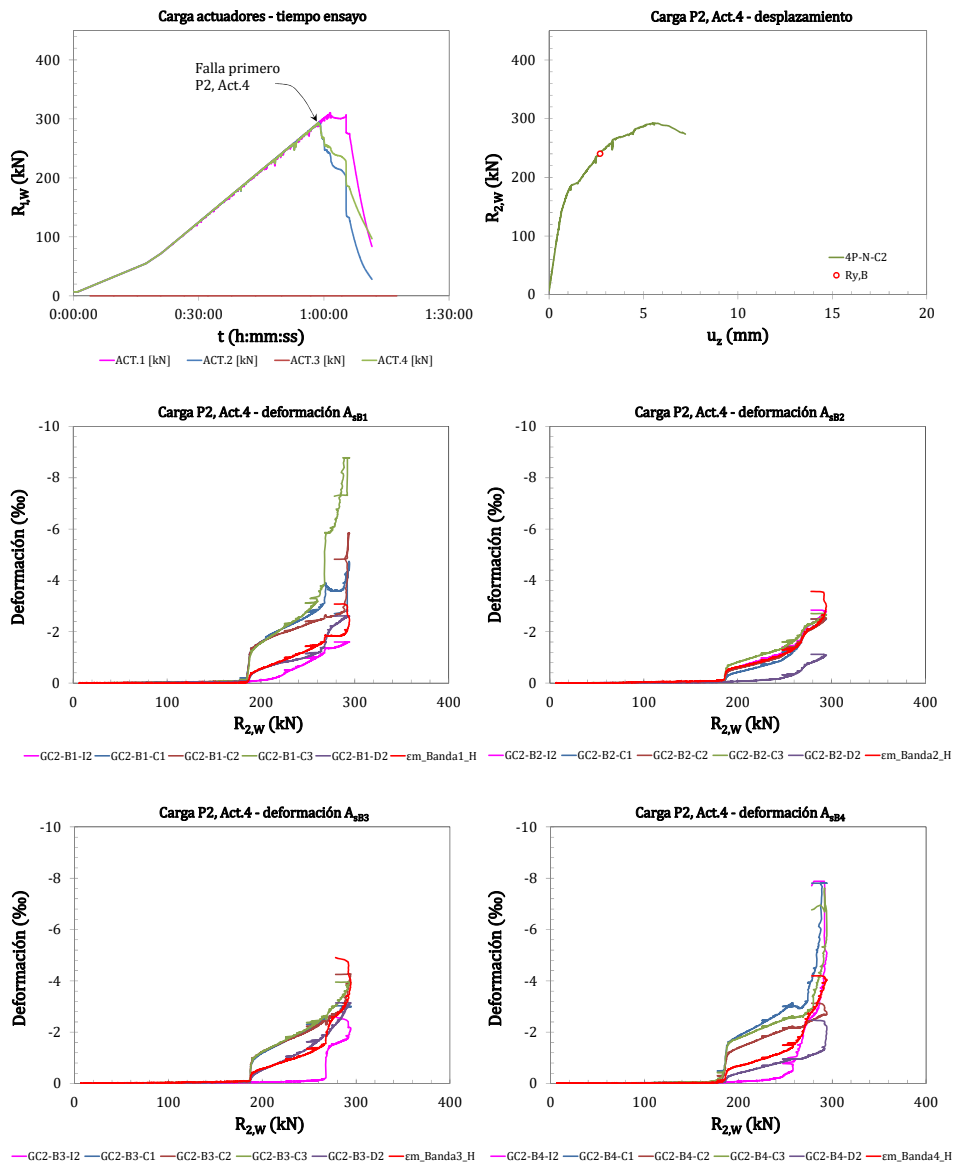 Carga actuadores - tiempo ensayo
Falla primero
P2, Act.4
R1,W (kN)
450
400
300
200
100
0
0:00:00
0:30:00
1:00:00
1:30:00
t (h:mm:ss)
ACT.1 [kN] ACT.2 [kN] ACT.3 [kN] ACT.4 [kN]
Carga P2, Act.4 - desplazamiento
R2,W (kN)
400
300
200
100
0
0 5 10 15 20
uz (mm)
4P-N-C2
Ry,B
Carga P2, Act.4 - deformación AsB1
Deformación (‰)
-10
-8
-6
-4
-2
0
0 100 200 300 400
R2,W (kN)
GC2-B1-I2 GC2-B1-C1 GC2-B1-C2 GC2-B1-C3 GC2-B1-D2 εm_Banda1_H
Carga P2, Act.4 - deformación AsB2
Deformación (‰)
-10
-8
-6
-4
-2
0
0 100 200 300 400
R2,W (kN)
GC2-B2-I2 GC2-B2-C1 GC2-B2-C2 GC2-B2-C3 GC2-B2-D2 εm_Banda2_H
Carga P2, Act.4 - deformación AsB3
Deformación (‰)
-10
-8
-6
-4
-2
0
0 100 200 300 400
R2,W (kN)
GC2-B3-I2 GC2-B3-C1 GC2-B3-C2 GC2-B3-C3 GC2-B3-D2 εm_Banda3_H
Carga P2, Act.4 - deformación AsB4
Deformación (‰)
-10
-8
-6
-4
-2
0
0 100 200 300 400
R2,W (kN)
GC2-B4-I2 GC2-B4-C1 GC2-B4-C2 GC2-B4-C3 GC2-B4-D2 εm_Banda4_H